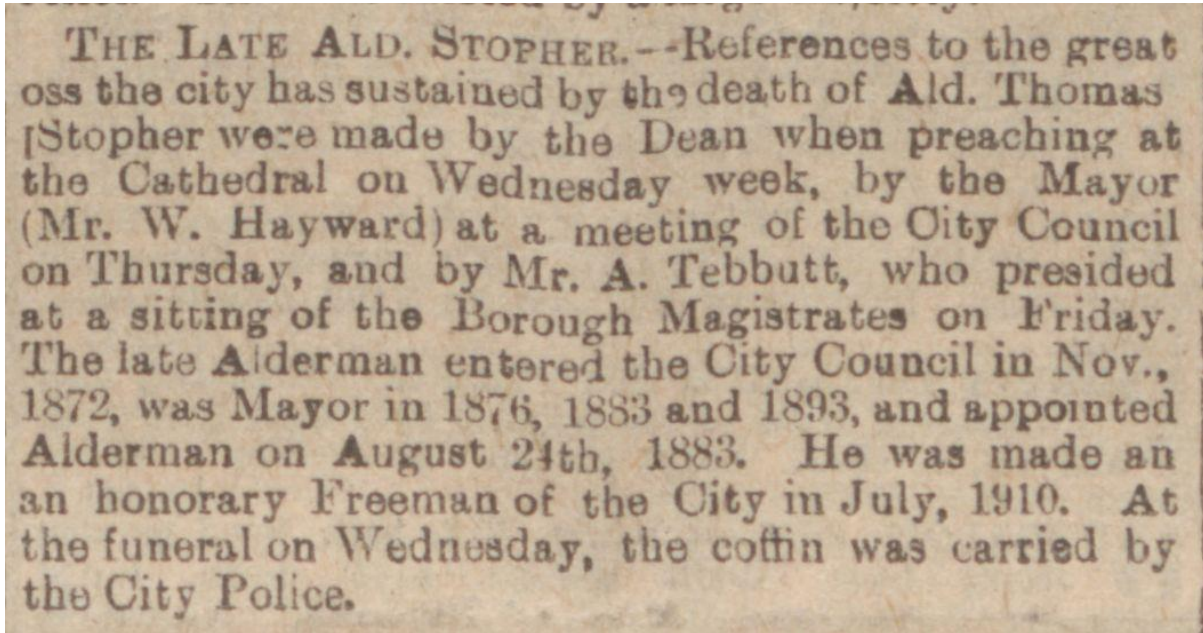 THE LATE ALD. STOPHER.—References to the great
oss the city has sustained by the death of Ald. Thomas
[Stopher were made by the Dean when preaching at
the Cathedral on Wednesday week, by the Mayor
(Mr. W. Hayward) at a meeting of the City Council
on Thursday, and by Mr. A. Tebbutt, who presided
at a sitting of the Borough Magistrates on Friday.
The late Alderman entered the City Council in Nov.,
1872, was Mayor in 1876, 1883 and 1893, and appointed
Alderman on August 24th, 1883. He was made an
an honorary Freeman of the City in July, 1910. At
the funeral on Wednesday, the coffin was carried by
the City Police.